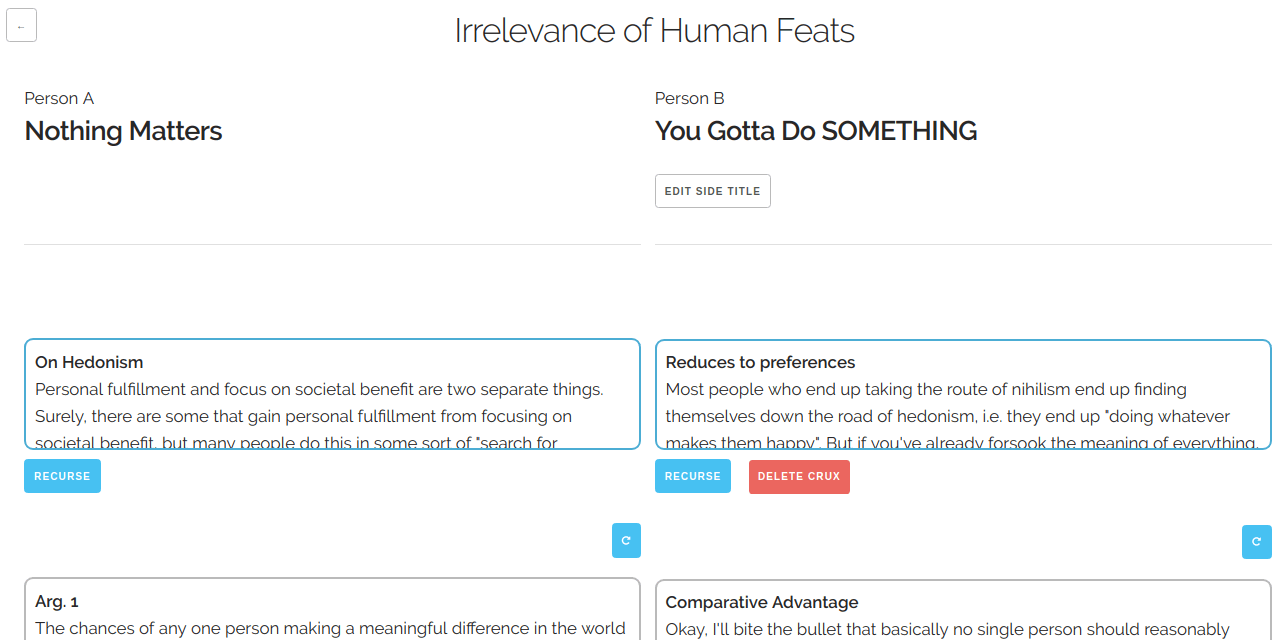 ←
Irrelevance of Human Feats
Person A
Nothing Matters
Person B
You Gotta Do SOMETHING
EDIT SIDE TITLE
On Hedonism
Personal fulfillment and focus on societal benefit are two separate things.
Surely, there are some that gain personal fulfillment from focusing on
societal benefit, but many people do this in some sort of "search for
RECURSE
Reduces to preferences
Most people who end up taking the route of nihilism end up finding
themselves down the road of hedonism, i.e. they end up "doing whatever
makes them happy". But if you've already forsook the meaning of everything,
RECURSE
DELETE CRUX
Arg. 1
The chances of any one person making a meaningful difference in the world
Comparative Advantage
Okay, I'll bite the bullet that basically no single person should reasonably